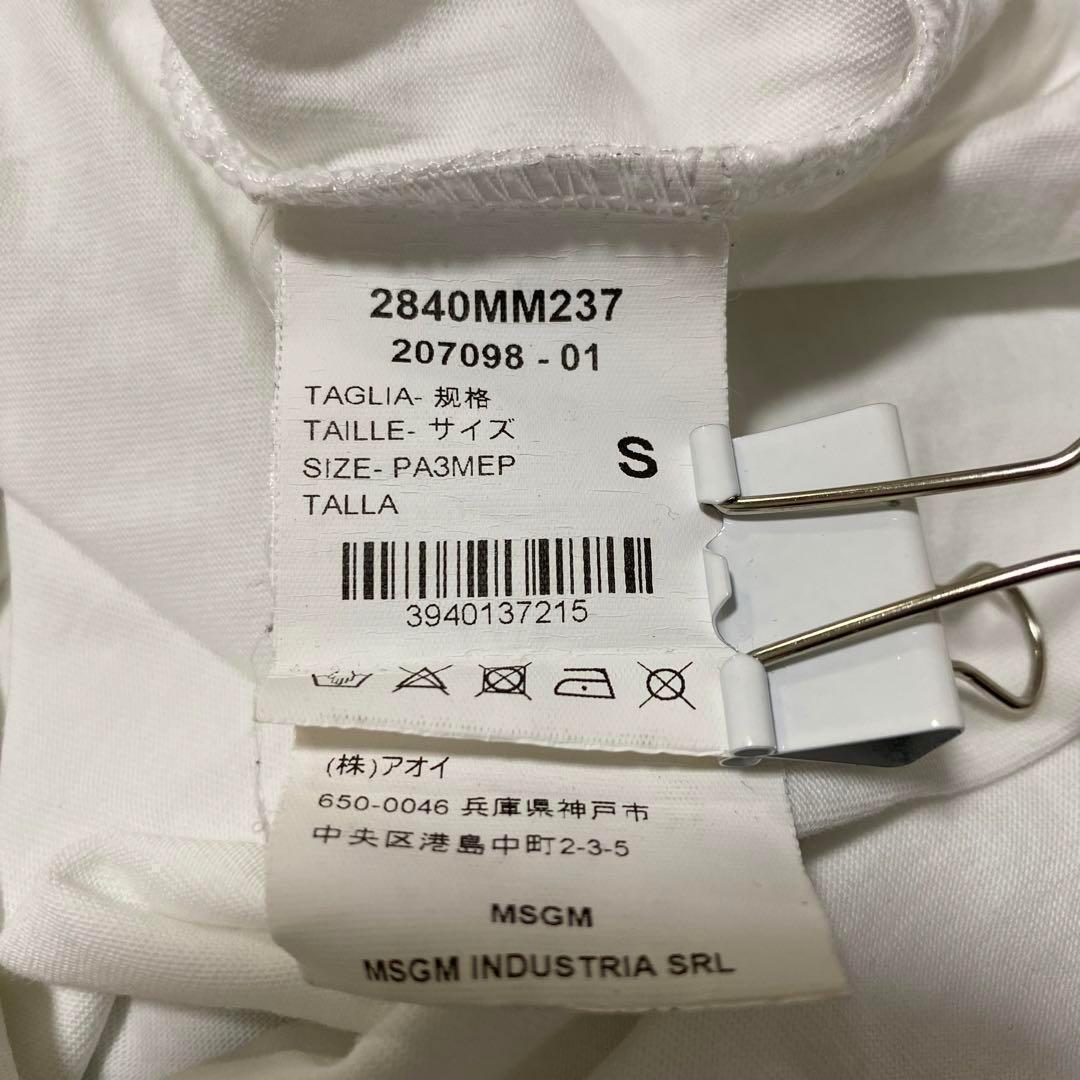 2840MM237
207098 - 01
TAGLIA- 规格
TAILLE- サイズ
SIZE- PA3MEP
TALLA
S
3940137215
(株)アオイ
650-0046 兵庫県神戸市
中央区港島中町2-3-5
MSGM
MSGM INDUSTRIA SRL